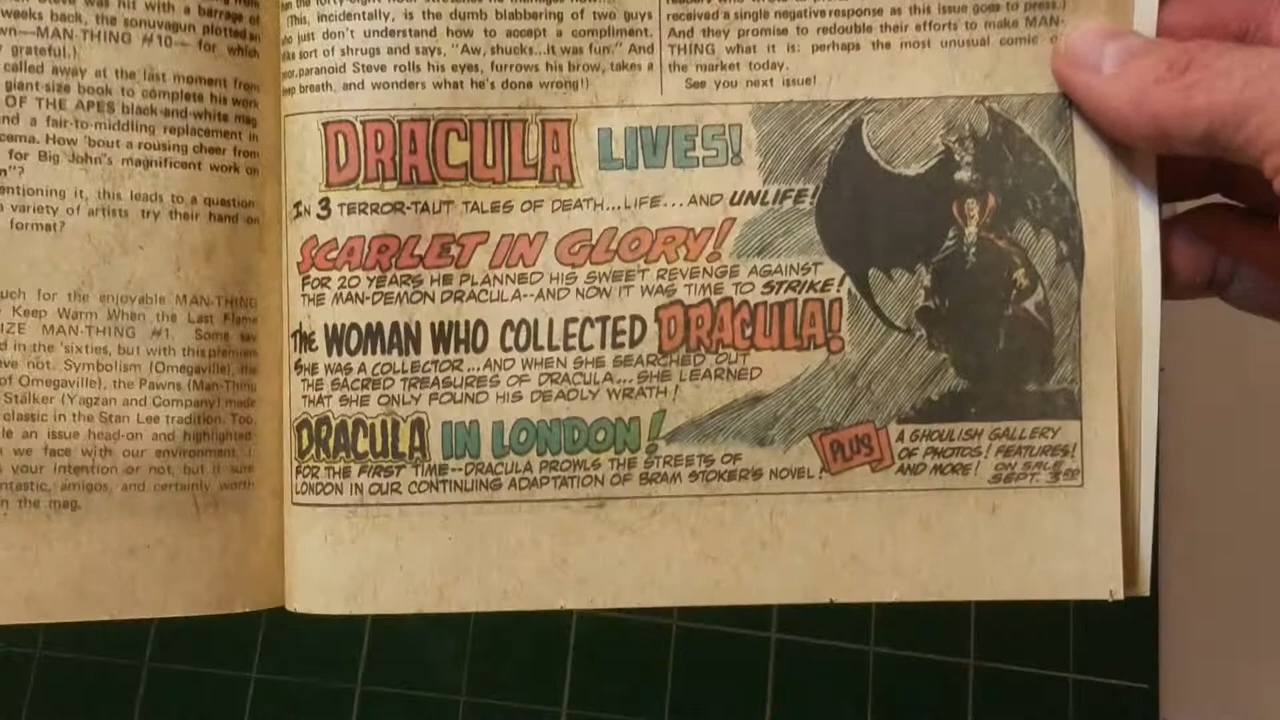 Steve was hit with a barrage of
weeks back, the sonuvagun plotted an
MAN-THING #10— for which
grateful.)
called away at the last moment from
giant-size book to complete his work
OF THE APES black-and-white mag
and a fair-to-middling replacement in
How 'bout a rousing cheer from
for Big John's magnificent work on
this leads to a question
variety of artists try their hand on
format?
much for the enjoyable MAN-THING
Keep Warm When the Last Flame
MAN-THING #1. Some say
in the 'sixties, but with this premiere
not. Symbolism (Omegaville), the
of Omegaville), the Pawns (Man-Thing
Stalker (Yagzan and Company) made
classic in the Stan Lee tradition. Too,
an issue head-on and highlighted
we face with our environment. I
your intention or not, but it sure
amigos, and certainly worth
the mag.
(This, incidentally, is the dumb blabbering of two guys
who just don't understand how to accept a compliment.
sort of shrugs and says, "Aw, shucks...it was fun." And
poor, paranoid Steve rolls his eyes, furrows his brow, takes a
deep breath, and wonders what he's done wrong!)
received a single negative response as this issue goes to press.)
And they promise to redouble their efforts to make MAN-
THING what it is: perhaps the most unusual comic
the market today.
See you next issue!
DRACULA LIVES!
IN 3 TERROR-TAUT TALES OF DEATH...LIFE...AND UNLIFE!
SCARLET IN GLORY!
FOR 20 YEARS HE PLANNED HIS SWEET REVENGE AGAINST
THE MAN-DEMON DRACULA--AND NOW IT WAS TIME TO STRIKE!
The WOMAN WHO COLLECTED DRACULA!
SHE WAS A COLLECTOR...AND WHEN SHE SEARCHED OUT
THE SACRED TREASURES OF DRACULA...SHE LEARNED
THAT SHE ONLY FOUND HIS DEADLY WRATH!
DRACULA IN LONDON!
FOR THE FIRST TIME--DRACULA PROWLS THE STREETS OF
LONDON IN OUR CONTINUING ADAPTATION OF BRAM STOKER'S NOVEL!
PLUS
A GHOULISH GALLERY
OF PHOTOS! FEATURES!
AND MORE!
ON SALE
SEPT. 3RD